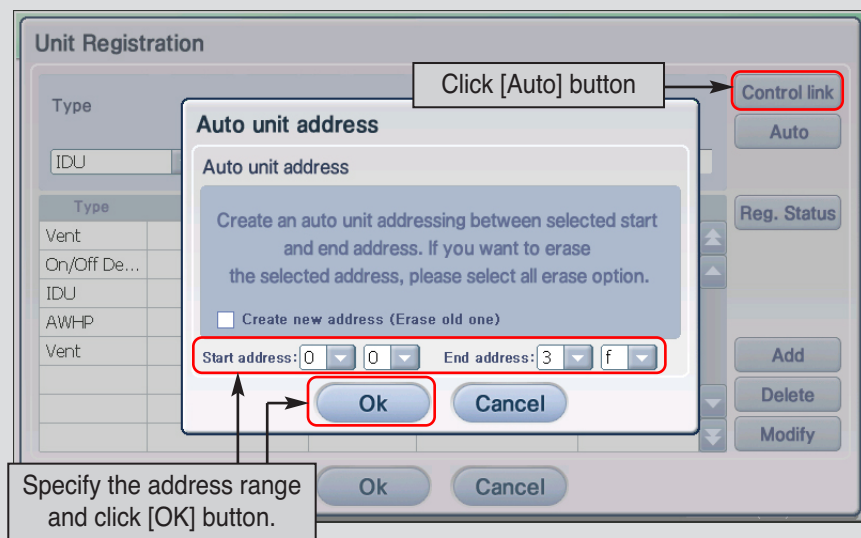 Unit Registration
Click [Auto] button
Control link
Type
Auto unit address
Auto
IDU
Auto unit address
Type
Reg. Status
Create an auto unit addressing between selected start
and end address. If you want to erase
the selected address, please select all erase option.
Vent
On/Off De...
IDU
AWHP
Create new address (Erase old one)
Vent
Start address: 0 0 End address: 3 f
Add
Ok Cancel
Delete
Modify
Specify the address range
and click [OK] button.
Ok Cancel